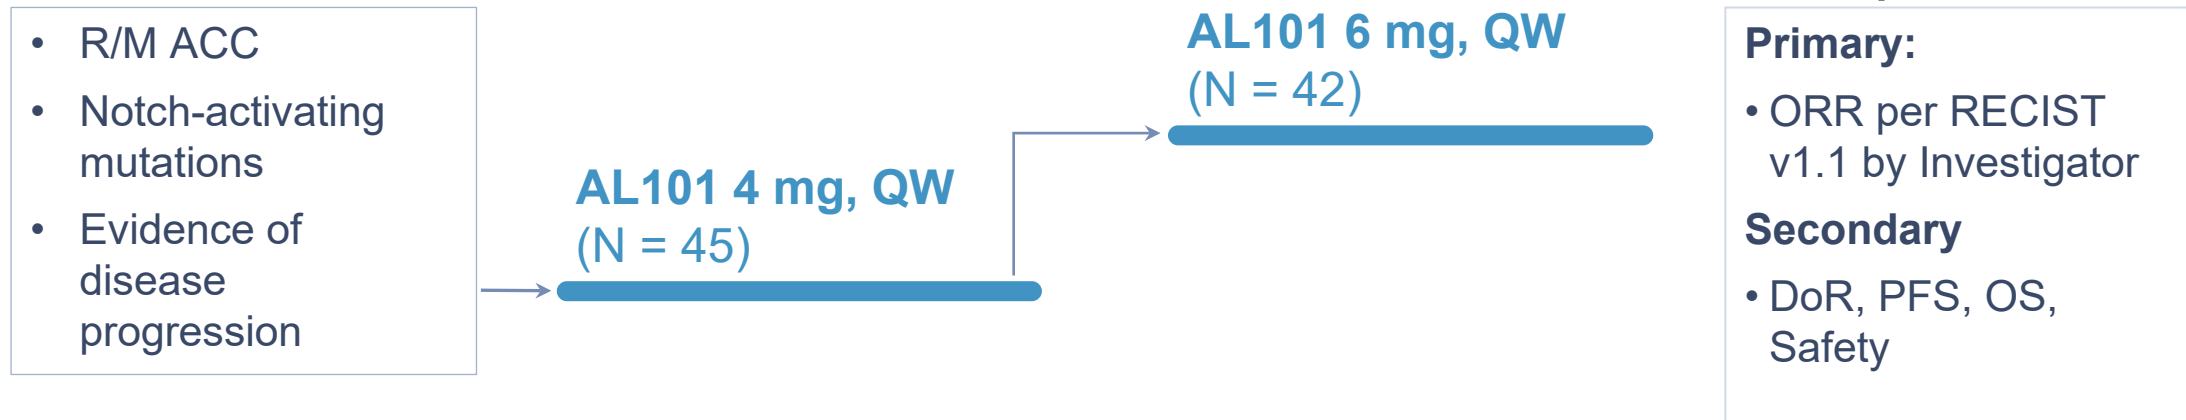 • R/M ACC
• Notch-activating
mutations
• Evidence of
disease
progression
AL101 4 mg, QW
(N = 45)
AL101 6 mg, QW
(N = 42)
Primary:
• ORR per RECIST
v1.1 by Investigator
Secondary
• DoR, PFS, OS,
Safety